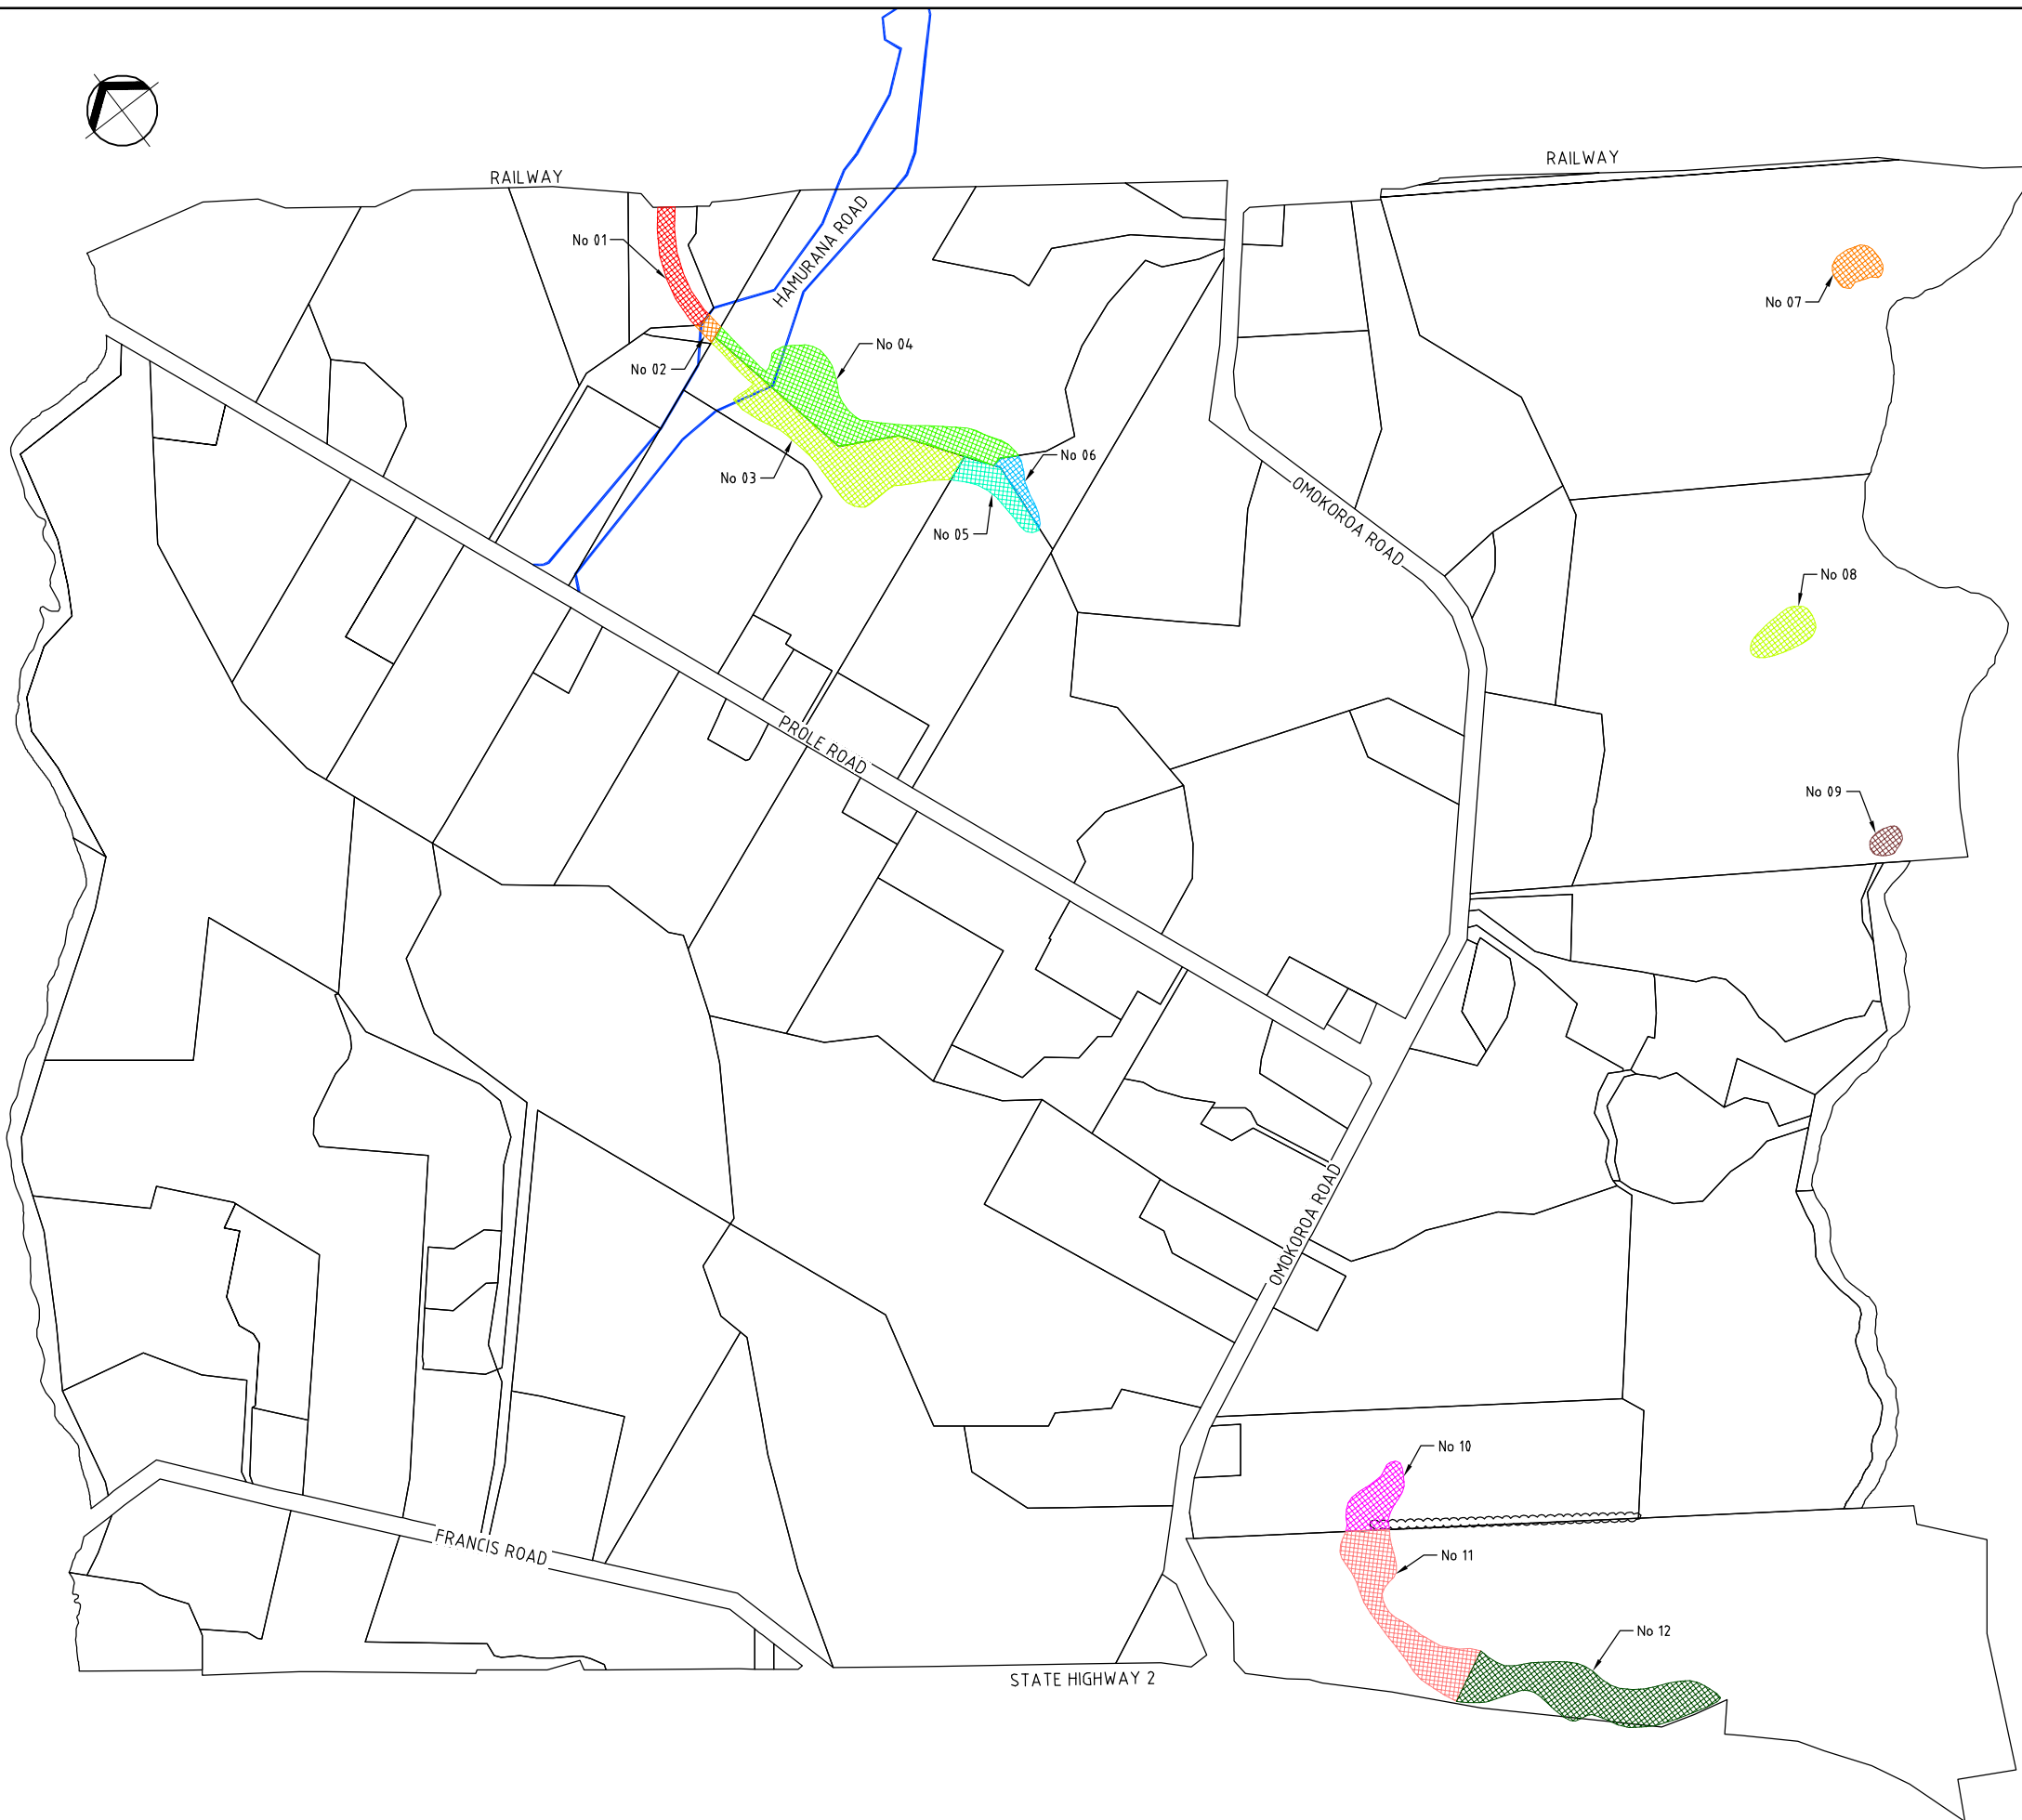 RAILWAY
RAILWAY
HAMURANA ROAD
No 01
No 07
No 04
No 02
No 06
No 03
OMOKOROA ROAD
No 05
No 08
PROLE ROAD
No 09
OMOKOROA ROAD
No 10
FRANCIS ROAD
No 11
No 12
STATE HIGHWAY 2